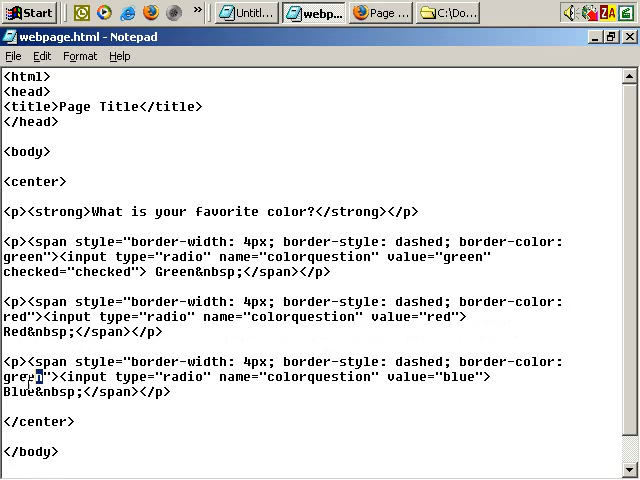 Start
»
Untitl...
webp...
Page ...
C:\Do...
ZA
webpage.html - Notepad
File Edit Format Help
<html>
<head>
<title>Page Title</title>
</head>
<body>
<center>
<p><strong>What is your favorite color?</strong></p>
<p><span style="border-width: 4px; border-style: dashed; border-color:
green"><input type="radio" name="colorquestion" value="green"
checked="checked"> Green&nbsp;</span></p>
<p><span style="border-width: 4px; border-style: dashed; border-color:
red"><input type="radio" name="colorquestion" value="red">
Red&nbsp;</span></p>
<p><span style="border-width: 4px; border-style: dashed; border-color:
green"><input type="radio" name="colorquestion" value="blue">
Blue&nbsp;</span></p>
</center>
</body>